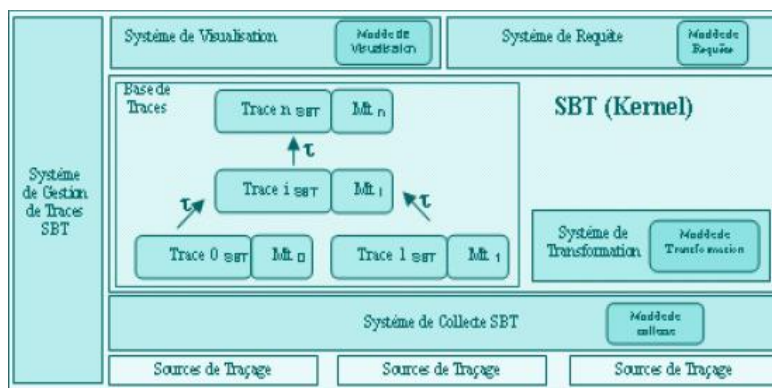 Système de Visualisation
Modèle de
Visualisation
Système de Requête
Modèle de
Requête
Base de
Traces
Trace n SBT
Mt n
SBT (Kernel)
τ
Système
de Gestion
de Traces
SBT
Trace i SBT
Mt i
τ
τ
Système de
Transformation
Modèle de
Transformation
Trace 0 SBT
Mt 0
Trace 1 SBT
Mt 1
Système de Collecte SBT
Modèle de
collecte
Sources de Traçage
Sources de Traçage
Sources de Traçage